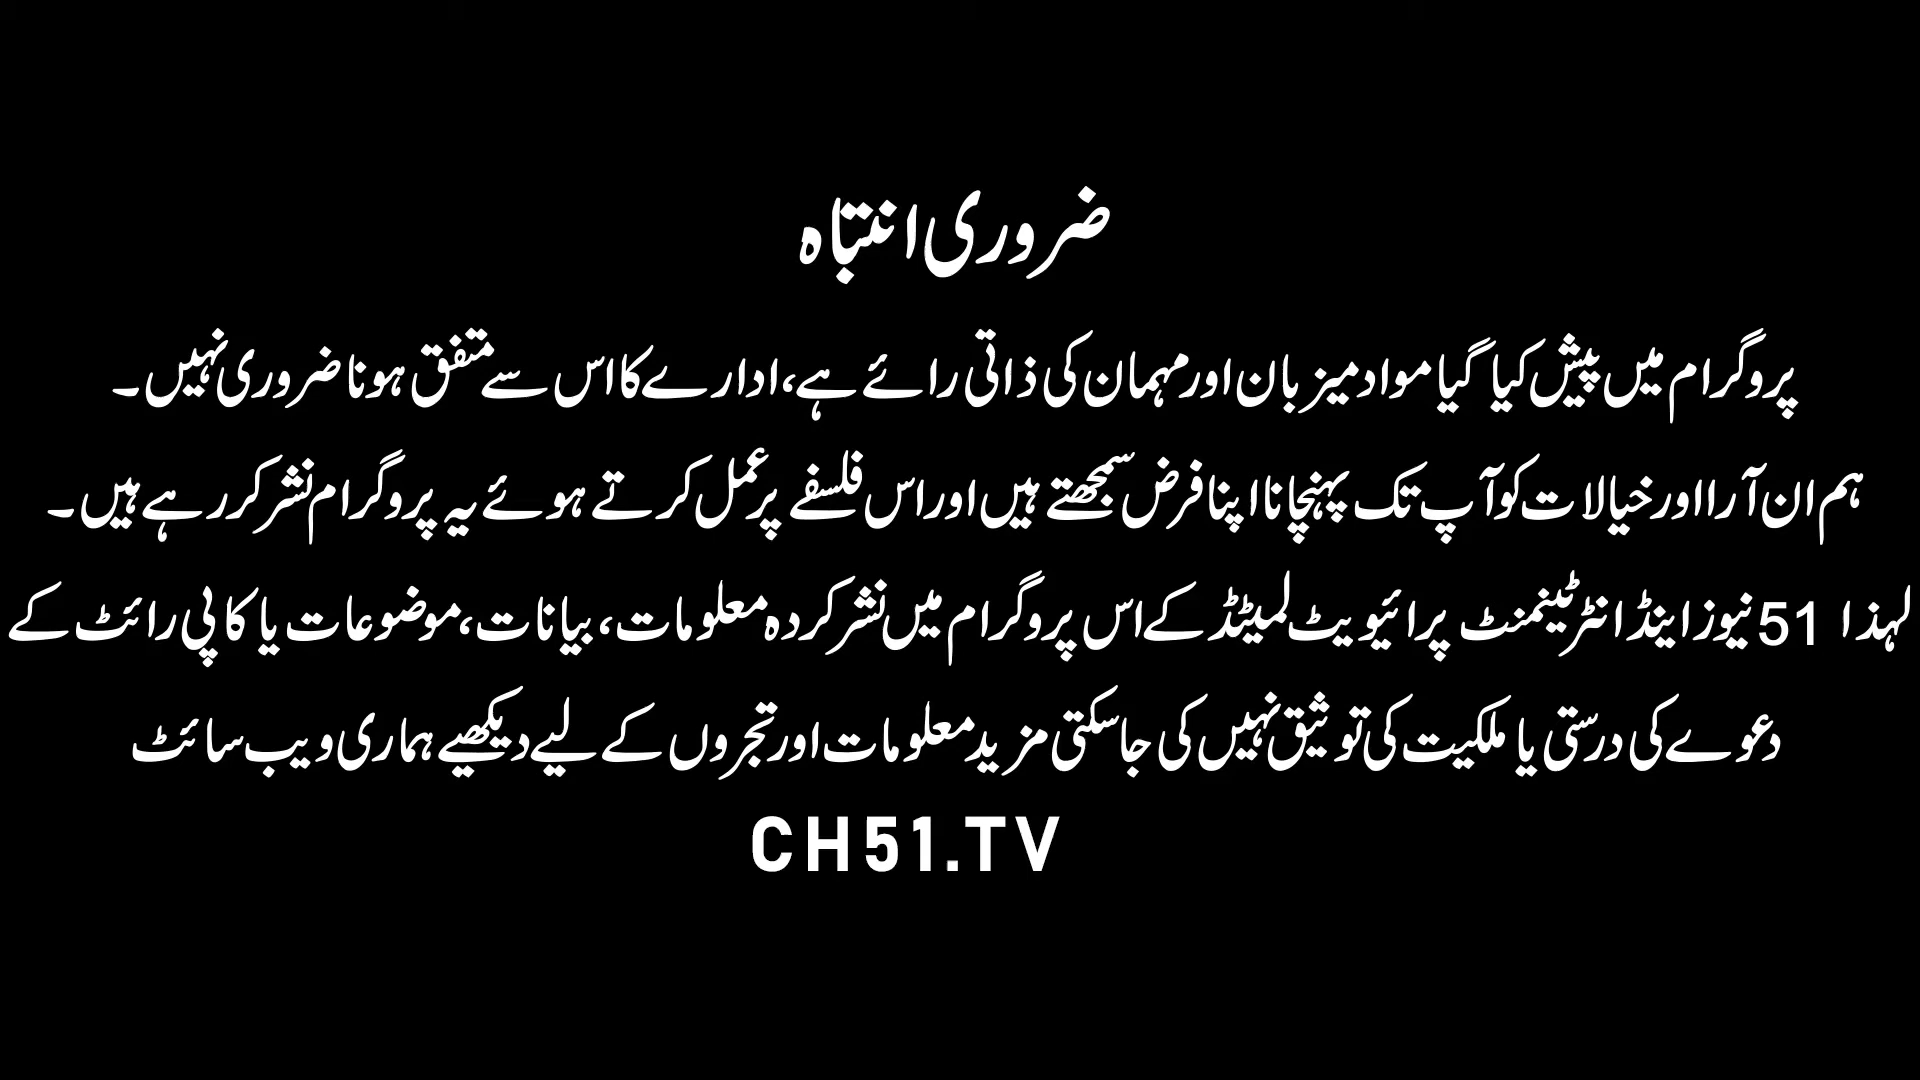 ضروری انتباہ
پروگرام میں پیش کیا گیا مواد میزبان اور مہمان کی ذاتی رائے ہے، ادارے کا اس سے متفق ہونا ضروری نہیں۔
ہم ان آرا اور خیالات کو آپ تک پہنچانا اپنا فرض سمجھتے ہیں اور اس فلسفے پر عمل کرتے ہوئے یہ پروگرام نشر کر رہے ہیں۔
لہذا 51 نیوز اینڈ انٹرٹینمنٹ پرائیویٹ لمیٹڈ کے اس پروگرام میں نشر کردہ معلومات، بیانات، موضوعات یا کاپی رائٹ کے
دعوے کی درستی یا ملکیت کی توثیق نہیں کی جاسکتی مزید معلومات اور تجروں کے لیے دیکھیے ہماری ویب سائٹ
CH51.TV